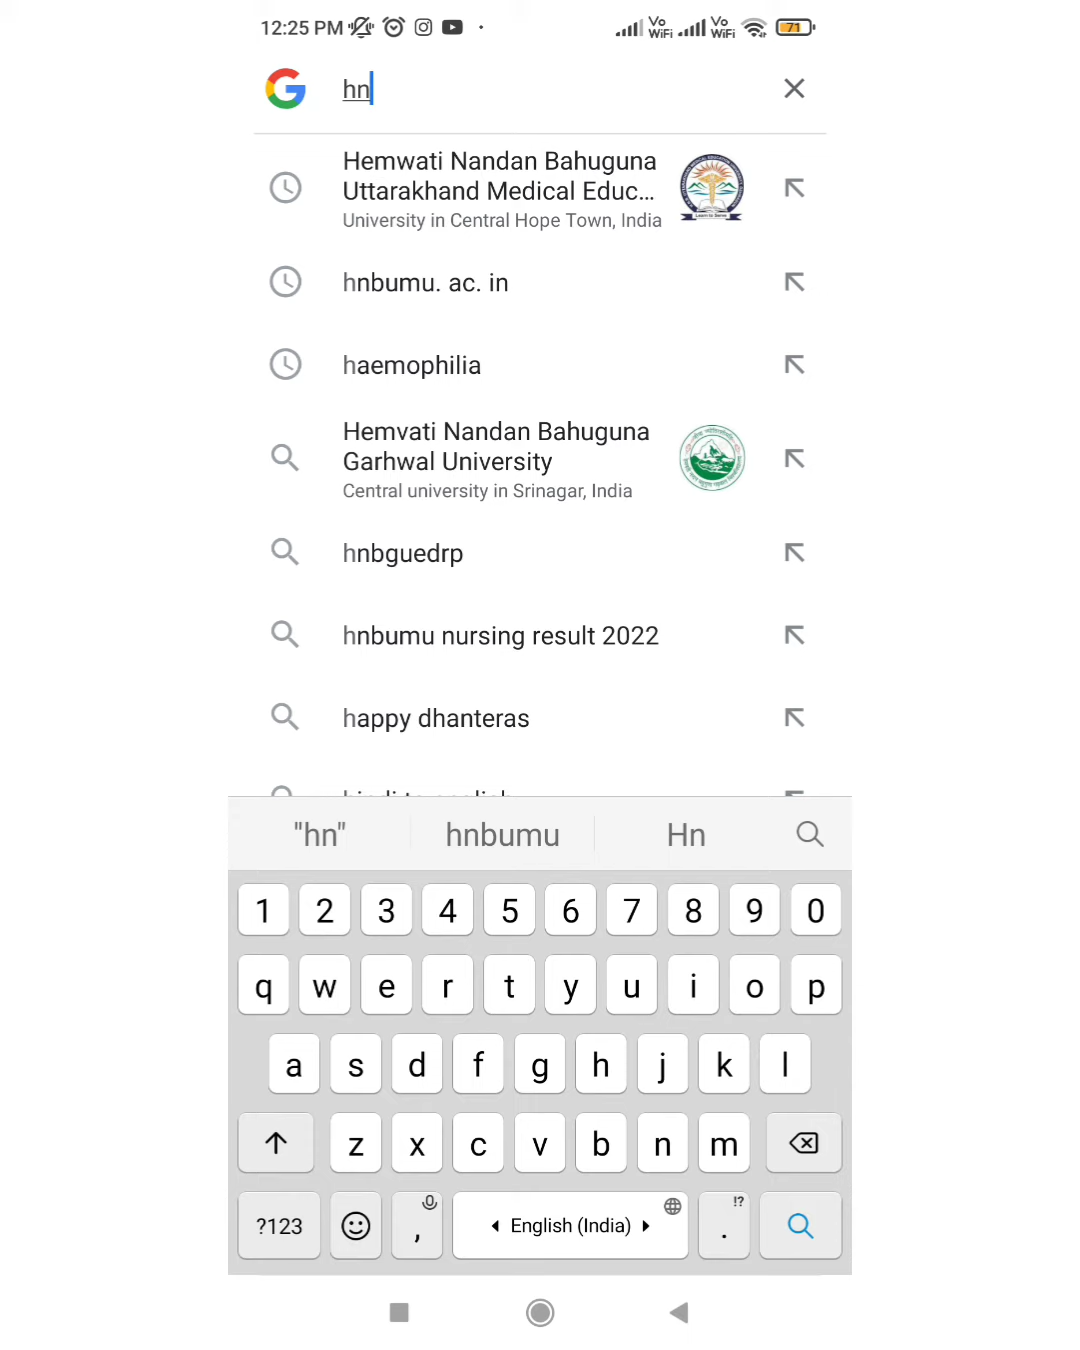 12:25 PM
Vo WiFi Vo WiFi 71
hn
Hemwati Nandan Bahuguna
Uttarakhand Medical Educ...
University in Central Hope Town, India
Learn to Serve
hnbumu. ac. in
haemophilia
Hemvati Nandan Bahuguna
Garhwal University
Central university in Srinagar, India
hnbguedrp
hnbumu nursing result 2022
happy dhanteras
"hn" hnbumu Hn
1 2 3 4 5 6 7 8 9 0
q w e r t y u i o p
a s d f g h j k l
z x c v b n m
?123 , English (India) !? .